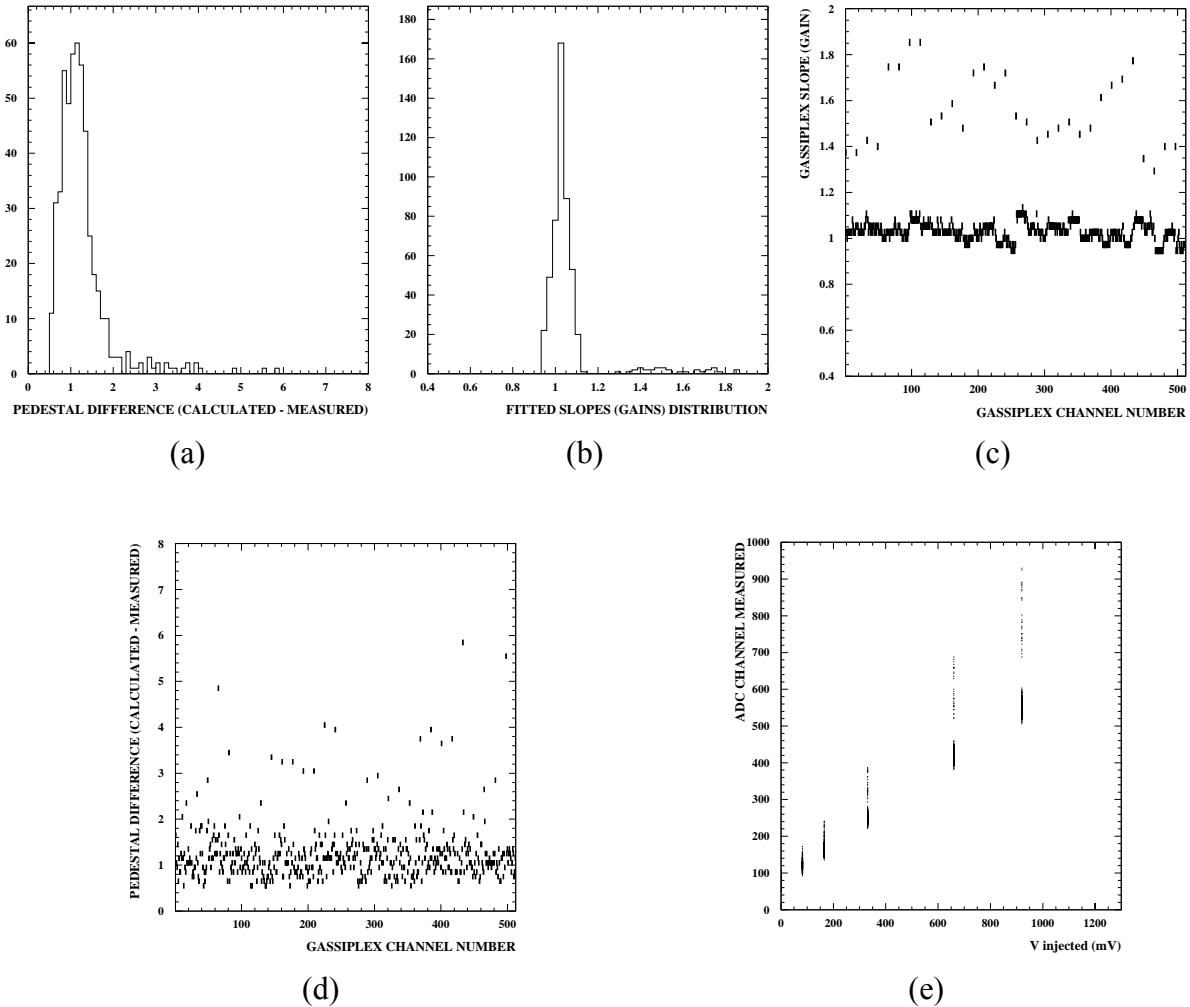 60
50
40
30
20
10
0
0 1 2 3 4 5 6 7 8
PEDESTAL DIFFERENCE (CALCULATED - MEASURED)
(a)
180
160
140
120
100
80
60
40
20
0
0.4 0.6 0.8 1 1.2 1.4 1.6 1.8 2
FITTED SLOPES (GAINS) DISTRIBUTION
(b)
GASSIPLEX SLOPE (GAIN)
2
1.8
1.6
1.4
1.2
1
0.8
0.6
0.4
100 200 300 400 500
GASSIPLEX CHANNEL NUMBER
(c)
PEDESTAL DIFFERENCE (CALCULATED - MEASURED)
8
7
6
5
4
3
2
1
0
100 200 300 400 500
GASSIPLEX CHANNEL NUMBER
(d)
ADC CHANNEL MEASURED
1000
900
800
700
600
500
400
300
200
100
0
0 200 400 600 800 1000 1200
V injected (mV)
(e)